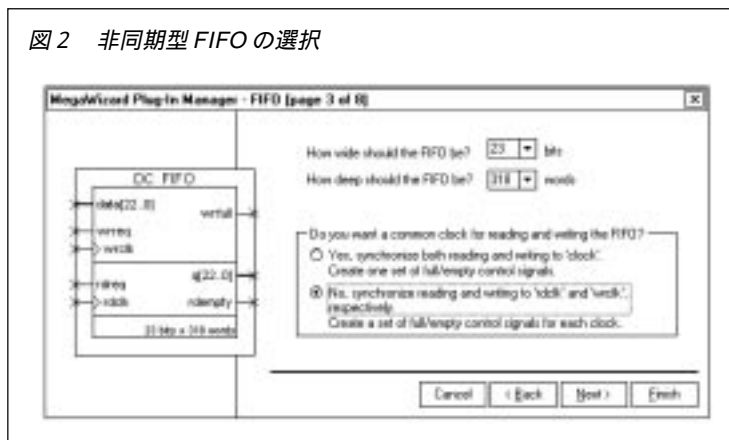 図 2 非同期型 FIFO の選択
MegaWizard Plug-In Manager - FIFO [page 3 of 8]
How wide should the FIFO be? 23 bits
How deep should the FIFO be? 318 words
DC FIFO
data[22..0]
wrfull
wrreq
wrclk
rdreq
q[22..0]
rdclk
rdempty
23 bits x 318 words
Do you want a common clock for reading and writing the FIFO?
Yes, synchronize both reading and writing to 'clock'.
Create one set of full/empty control signals.
No, synchronize reading and writing to 'rdclk' and 'wrclk',
respectively.
Create a set of full/empty control signals for each clock.
Cancel
< Back
Next >
Finish